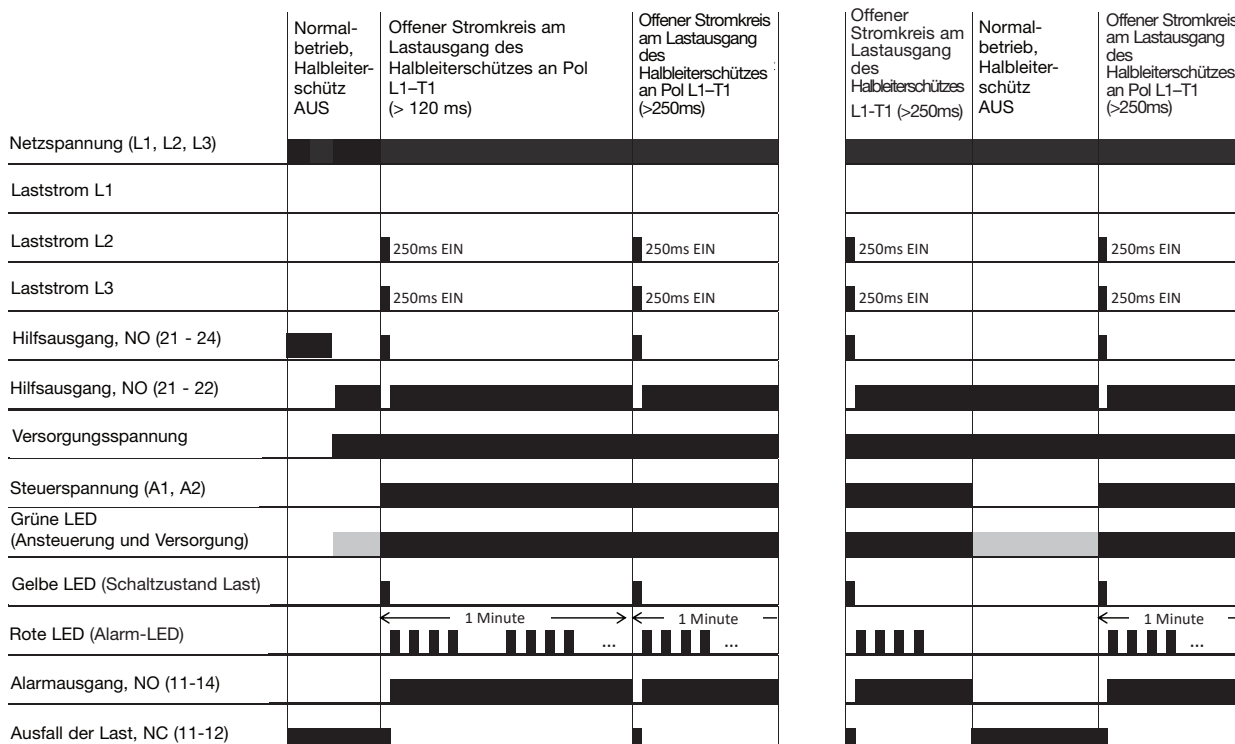 Normal-
betrieb,
Halbleiter-
schütz
AUS
Offener Stromkreis am
Lastausgang des
Halbleiterschützes an Pol
L1–T1
(> 120 ms)
Offener Stromkreis
am Lastausgang
des
Halbleiterschützes
an Pol L1–T1
(>250ms)
Offener
Stromkreis am
Lastausgang
des
Halbleiterschützes
L1-T1 (>250ms)
Normal-
betrieb,
Halbleiter-
schütz
AUS
Offener Stromkreis
am Lastausgang
des
Halbleiterschützes
an Pol L1–T1
(>250ms)
Netzspannung (L1, L2, L3)
Laststrom L1
Laststrom L2
250ms EIN
250ms EIN
250ms EIN
250ms EIN
Laststrom L3
250ms EIN
250ms EIN
250ms EIN
250ms EIN
Hilfsausgang, NO (21 - 24)
Hilfsausgang, NO (21 - 22)
Versorgungsspannung
Steuerspannung (A1, A2)
Grüne LED
(Ansteuerung und Versorgung)
Gelbe LED (Schaltzustand Last)
Rote LED (Alarm-LED)
1 Minute
1 Minute
1 Minute
...
...
...
Alarmausgang, NO (11-14)
Ausfall der Last, NC (11-12)